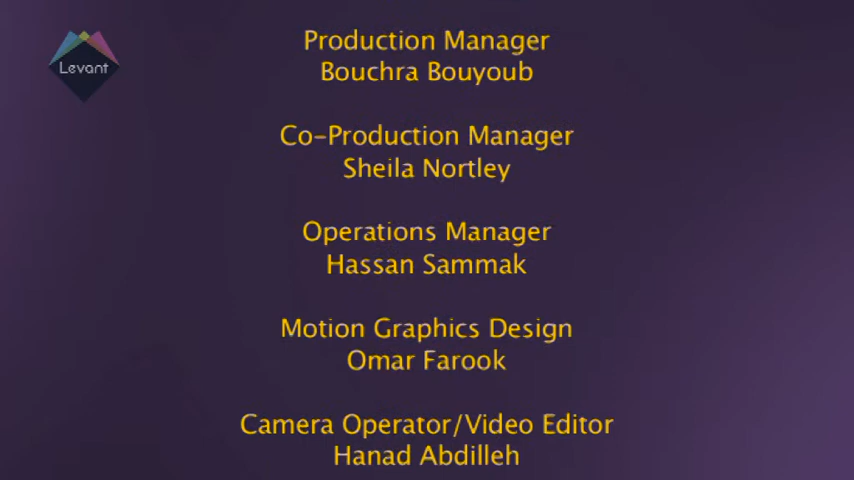 Levant
Production Manager
Bouchra Bouyoub
Co-Production Manager
Sheila Nortley
Operations Manager
Hassan Sammak
Motion Graphics Design
Omar Farook
Camera Operator/Video Editor
Hanad Abdilleh